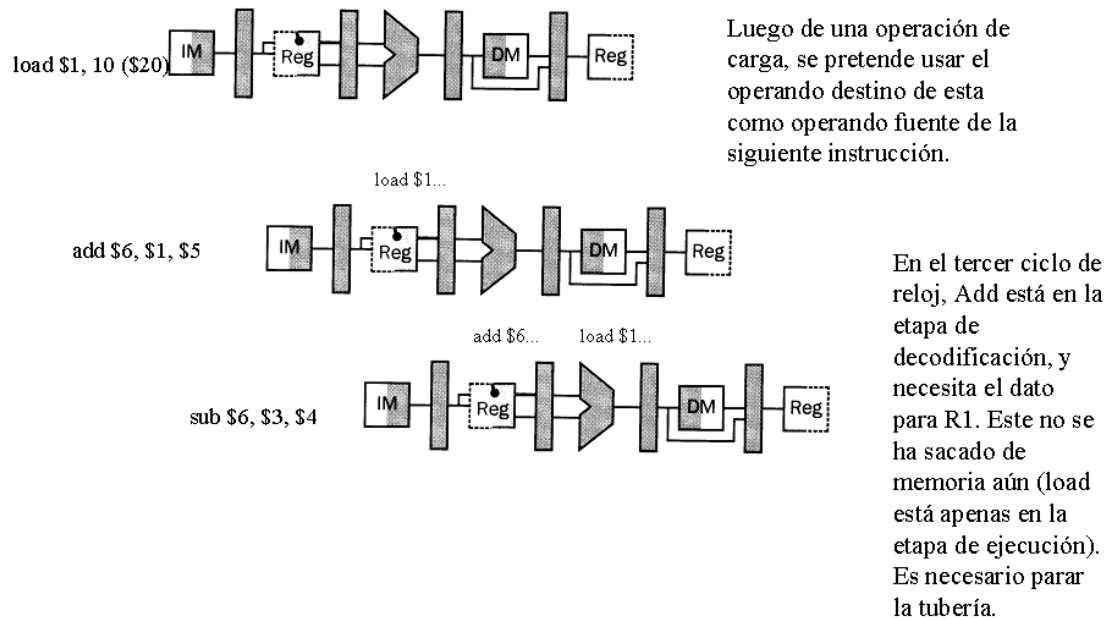 load $1, 10 ($20)
IM
Reg
DM
Reg
Luego de una operación de
carga, se pretende usar el
operando destino de esta
como operando fuente de la
siguiente instrucción.
load $1...
add $6, $1, $5
IM
Reg
DM
Reg
add $6...
load $1...
sub $6, $3, $4
IM
Reg
DM
Reg
En el tercer ciclo de
reloj, Add está en la
etapa de
decodificación, y
necesita el dato
para R1. Este no se
ha sacado de
memoria aún (load
está apenas en la
etapa de ejecución).
Es necesario parar
la tubería.